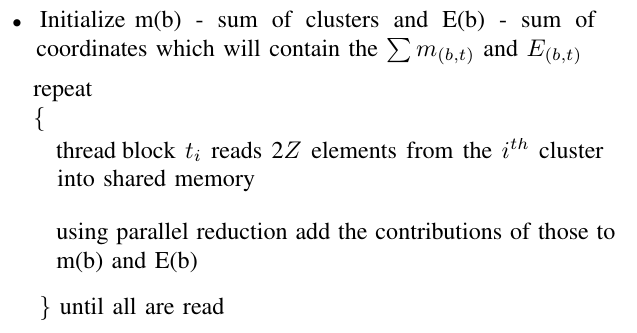 • Initialize m(b) - sum of clusters and E(b) - sum of
coordinates which will contain the $\sum m_{(b,t)}$ and $E_{(b,t)}$
repeat
{
thread block $t_i$ reads $2Z$ elements from the $i^{th}$ cluster
into shared memory
using parallel reduction add the contributions of those to
m(b) and E(b)
} until all are read